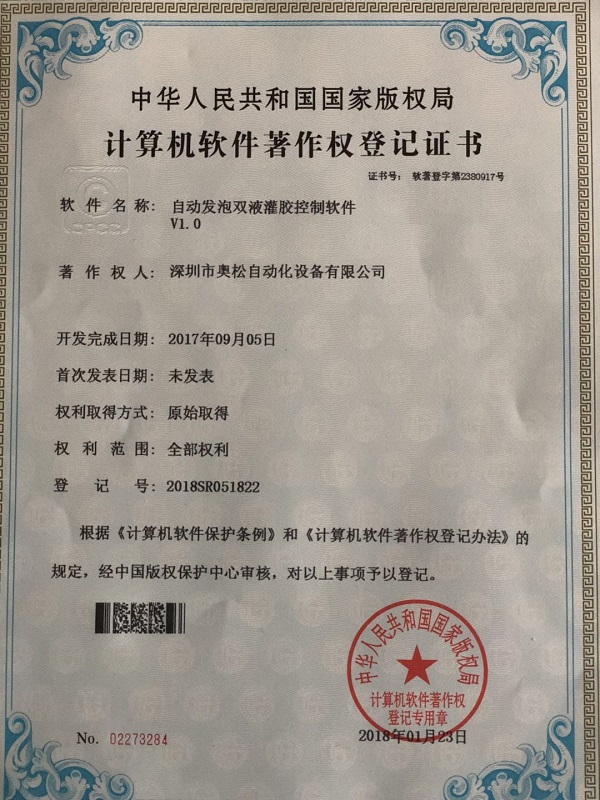 中华人民共和国国家版权局
计算机软件著作权登记证书
证书号： 软著登字第2380917号
软件名称： 自动发泡双液灌胶控制软件
V1.0
著作权人： 深圳市奥松自动化设备有限公司
开发完成日期： 2017年09月05日
首次发表日期： 未发表
权利取得方式： 原始取得
权利范围： 全部权利
登记号： 2018SR051822
根据《计算机软件保护条例》和《计算机软件著作权登记办法》的
规定，经中国版权保护中心审核，对以上事项予以登记。
中华人民共和国国家版权局
计算机软件著作权
登记专用章
No. 02273284
2018年01月23日
CPCC